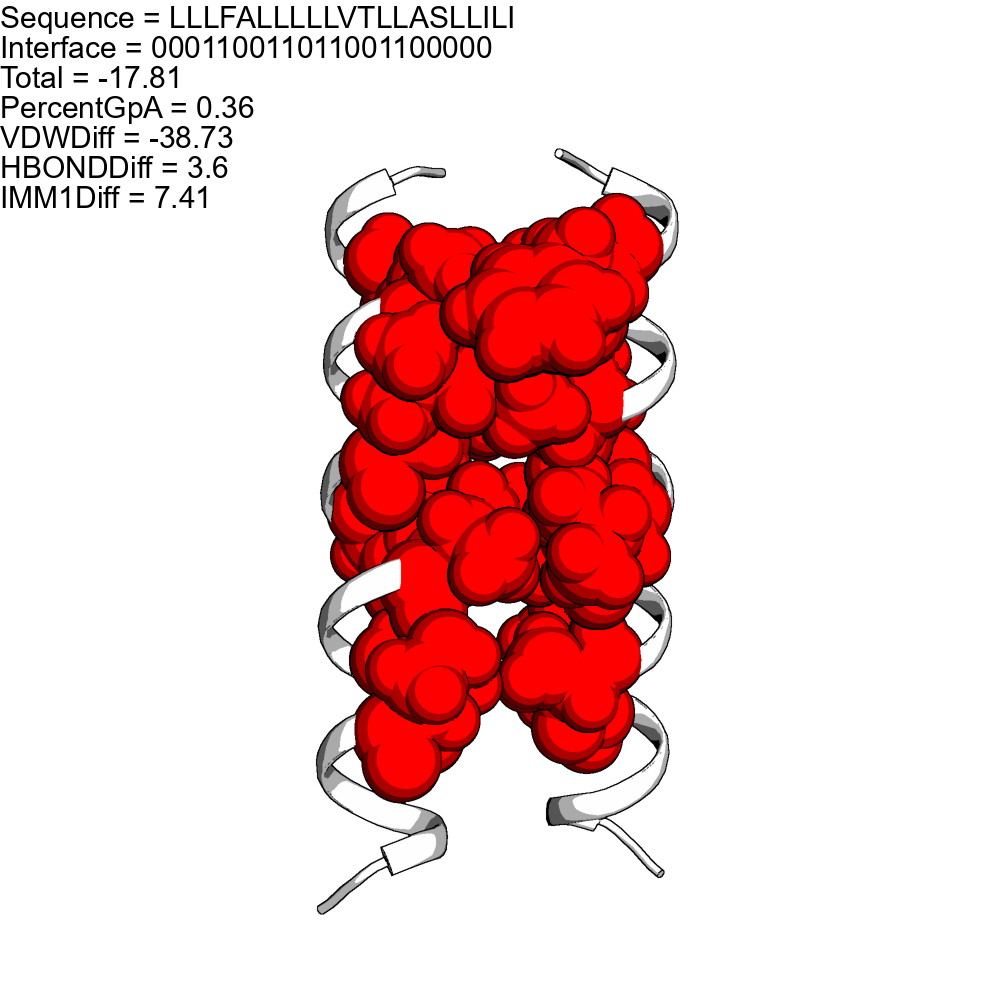 Sequence = LLLFALLLLLVTLLASLLILI
Interface = 000110011011001100000
Total = -17.81
PercentGpA = 0.36
VDWDiff = -38.73
HBONDDiff = 3.6
IMM1Diff = 7.41